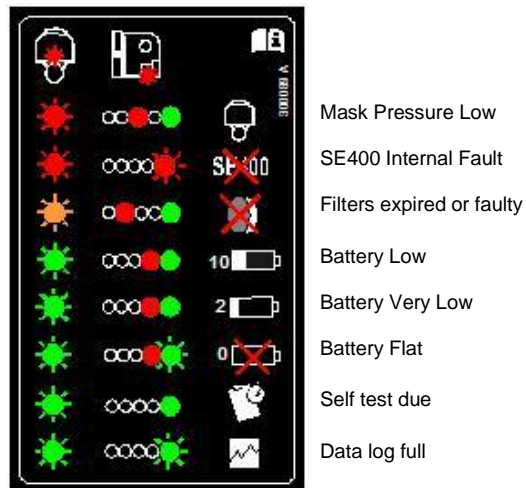 Mask Pressure Low
SE400 SE400 Internal Fault
Filters expired or faulty
10 Battery Low
2 Battery Very Low
0 Battery Flat
Self test due
Data log full